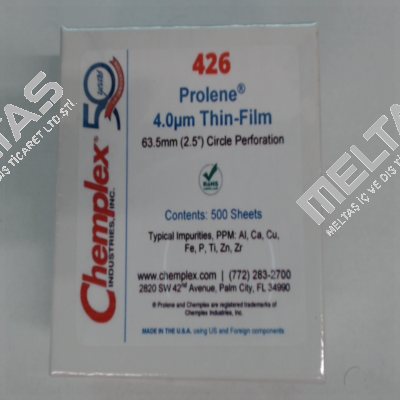 426
50 years
Prolene®
4.0µm Thin-Film
63.5mm (2.5") Circle Perforation
Chemplex®
INDUSTRIES, INC.
RoHS
Contents: 500 Sheets
Typical Impurities, PPM: Al, Ca, Cu,
Fe, P, Ti, Zn, Zr
www.chemplex.com | (772) 283-2700
2820 SW 42nd Avenue, Palm City, FL 34990
® Prolene and Chemplex are registered trademarks of
Chemplex Industries, Inc.
MADE IN THE U.S.A. using US and Foreign components
MELTAS
MELTAŞ İÇ VE DIŞ TİCARET LTD ŞTİ